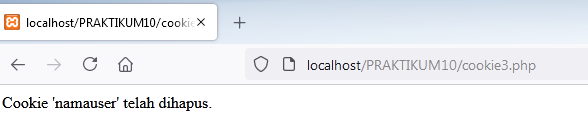 localhost/PRAKTIKUM10/cookie
localhost/PRAKTIKUM10/cookie3.php
Cookie 'namauser' telah dihapus.